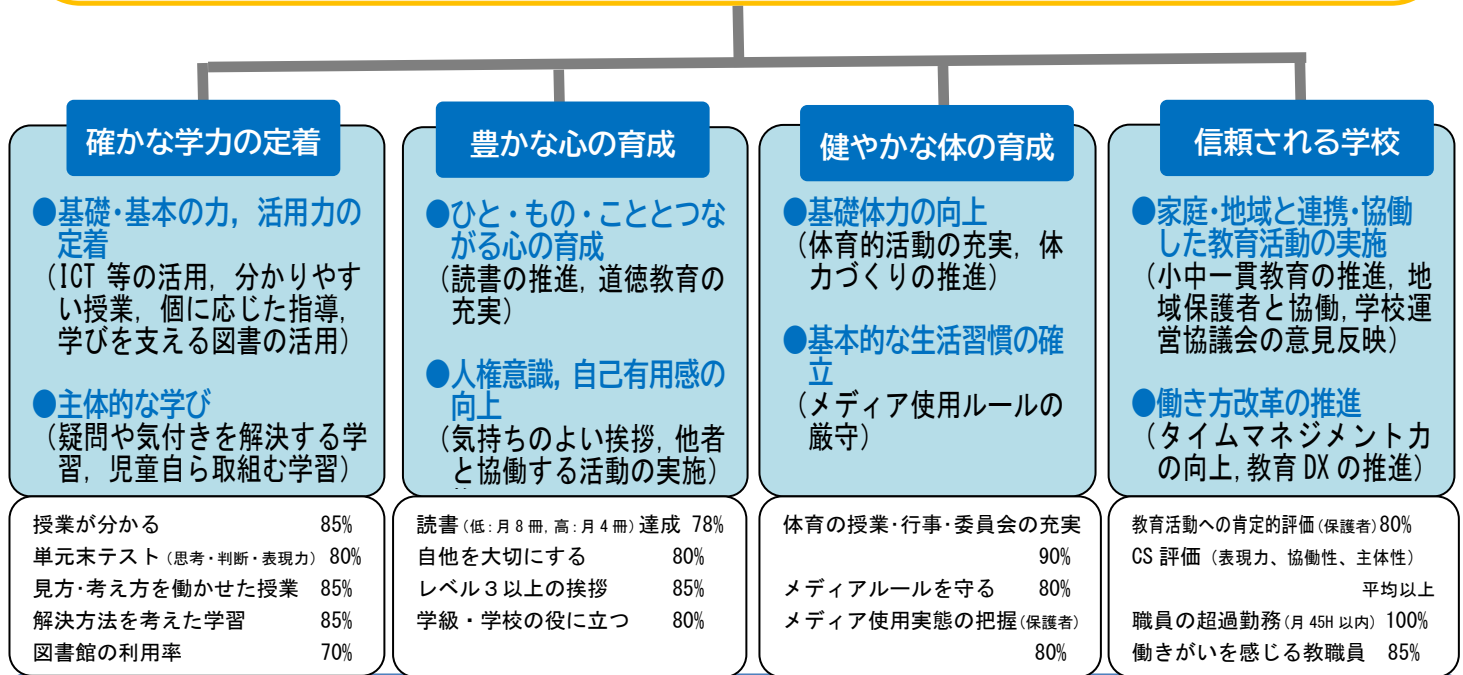 確かな学力の定着
●基礎・基本の力，活用力の
定着
（ICT 等の活用，分かりやす
い授業，個に応じた指導，
学びを支える図書の活用）
●主体的な学び
（疑問や気付きを解決する学
習，児童自ら取組む学習）
授業が分かる 85%
単元末テスト（思考・判断・表現力） 80%
見方・考え方を働かせた授業 85%
解決方法を考えた学習 85%
図書館の利用率 70%
豊かな心の育成
●ひと・もの・こととつな
がる心の育成
（読書の推進，道徳教育の
充実）
●人権意識，自己有用感の
向上
（気持ちのよい挨拶，他者
と協働する活動の実施）
読書（低：月８冊，高：月４冊）達成 78%
自他を大切にする 80%
レベル３以上の挨拶 85%
学級・学校の役に立つ 80%
健やかな体の育成
●基礎体力の向上
（体育的活動の充実，体
力づくりの推進）
●基本的な生活習慣の確
立
（メディア使用ルールの
厳守）
体育の授業・行事・委員会の充実
90%
メディアルールを守る 80%
メディア使用実態の把握（保護者）
80%
信頼される学校
●家庭・地域と連携・協働
した教育活動の実施
（小中一貫教育の推進，地
域保護者と協働，学校運
営協議会の意見反映）
●働き方改革の推進
（タイムマネジメント力
の向上，教育 DX の推進）
教育活動への肯定的評価（保護者）80%
CS 評価（表現力、協働性、主体性）
平均以上
職員の超過勤務（月 45H 以内） 100%
働きがいを感じる教職員 85%